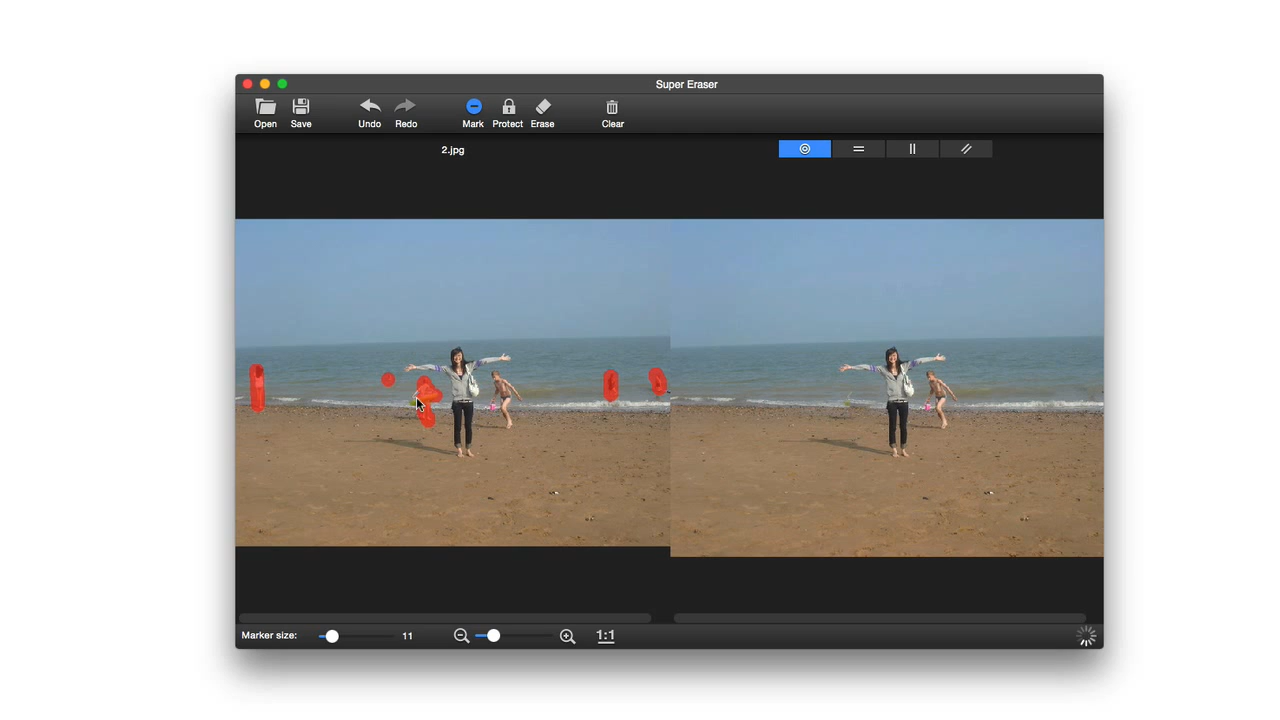 Super Eraser
Open Save Undo Redo Mark Protect Erase Clear
2.jpg
Marker size: 11 1:1